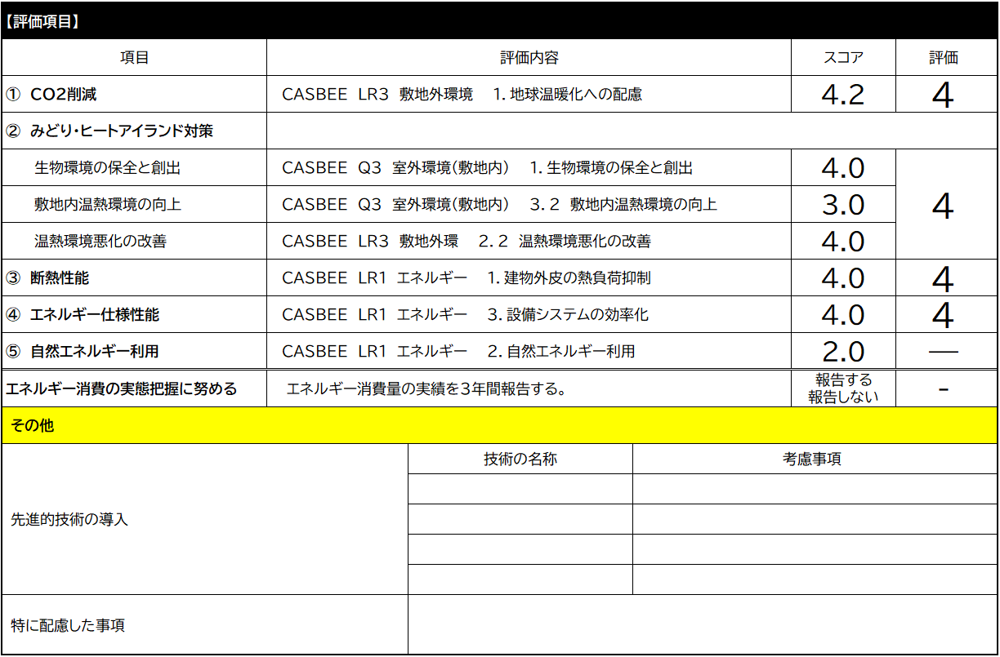 【評価項目】
項目 評価内容 スコア 評価
① CO2削減 CASBEE LR3 敷地外環境 1．地球温暖化への配慮 4.2 4
② みどり・ヒートアイランド対策
生物環境の保全と創出 CASBEE Q3 室外環境（敷地内） 1．生物環境の保全と創出 4.0
敷地内温熱環境の向上 CASBEE Q3 室外環境（敷地内） 3．2 敷地内温熱環境の向上 3.0 4
温熱環境悪化の改善 CASBEE LR3 敷地外環 2．2 温熱環境悪化の改善 4.0
③ 断熱性能 CASBEE LR1 エネルギー 1．建物外皮の熱負荷抑制 4.0 4
④ エネルギー仕様性能 CASBEE LR1 エネルギー 3．設備システムの効率化 4.0 4
⑤ 自然エネルギー利用 CASBEE LR1 エネルギー 2．自然エネルギー利用 2.0 ―
エネルギー消費の実態把握に努める エネルギー消費量の実績を3年間報告する。 報告する
報告しない －
その他
技術の名称 考慮事項
先進的技術の導入
特に配慮した事項